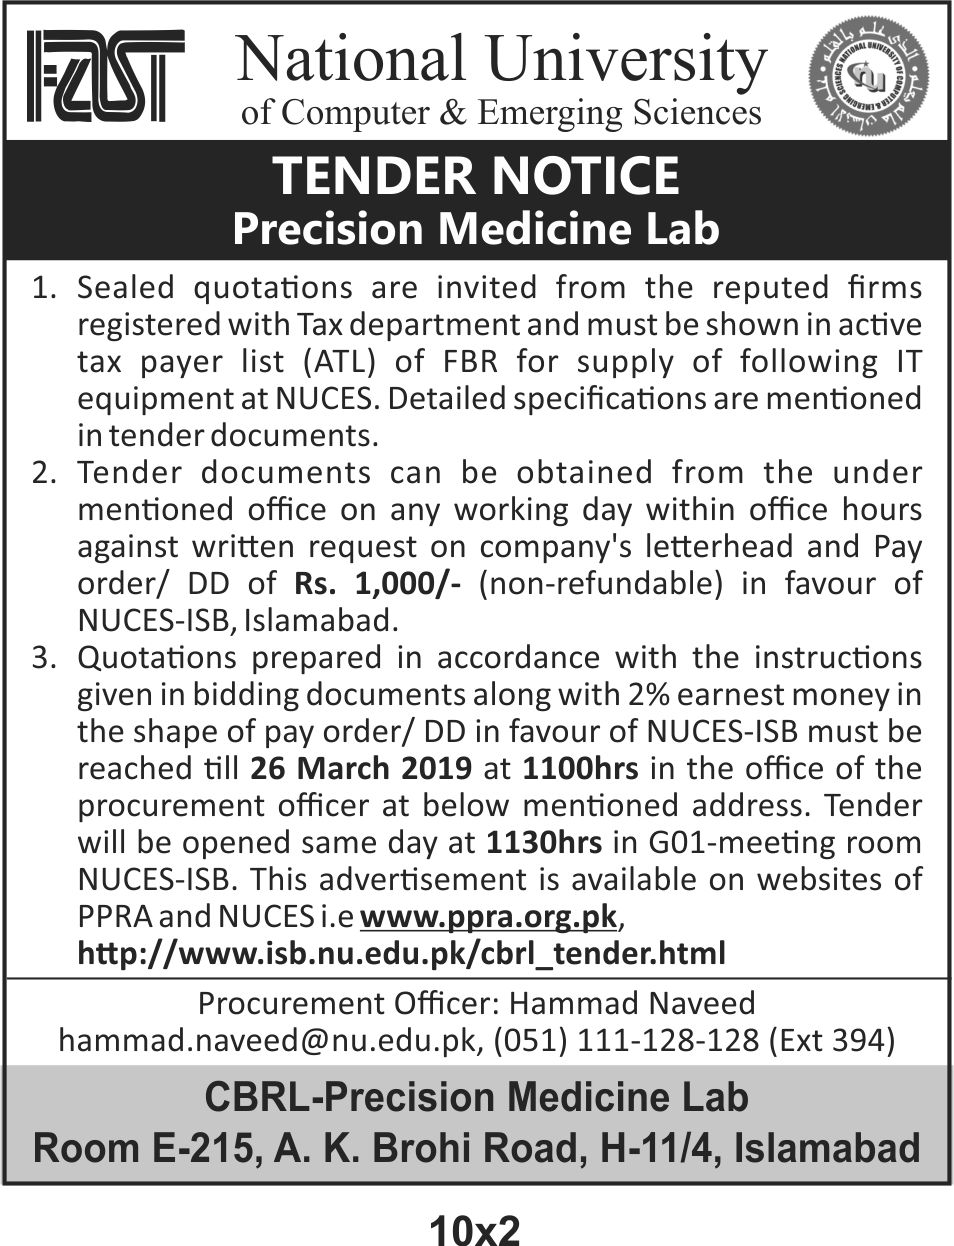 FAST
National University
of Computer & Emerging Sciences
NATIONAL UNIVERSITY OF COMPUTER & EMERGING SCIENCES
nu
TENDER NOTICE
Precision Medicine Lab
1. Sealed quotations are invited from the reputed firms
registered with Tax department and must be shown in active
tax payer list (ATL) of FBR for supply of following IT
equipment at NUCES. Detailed specifications are mentioned
in tender documents.
2. Tender documents can be obtained from the under
mentioned office on any working day within office hours
against written request on company's letterhead and Pay
order/ DD of Rs. 1,000/- (non-refundable) in favour of
NUCES-ISB, Islamabad.
3. Quotations prepared in accordance with the instructions
given in bidding documents along with 2% earnest money in
the shape of pay order/ DD in favour of NUCES-ISB must be
reached till 26 March 2019 at 1100hrs in the office of the
procurement officer at below mentioned address. Tender
will be opened same day at 1130hrs in G01-meeting room
NUCES-ISB. This advertisement is available on websites of
PPRA and NUCES i.e www.ppra.org.pk,
http://www.isb.nu.edu.pk/cbrl_tender.html
Procurement Officer: Hammad Naveed
hammad.naveed@nu.edu.pk, (051) 111-128-128 (Ext 394)
CBRL-Precision Medicine Lab
Room E-215, A. K. Brohi Road, H-11/4, Islamabad
10x2